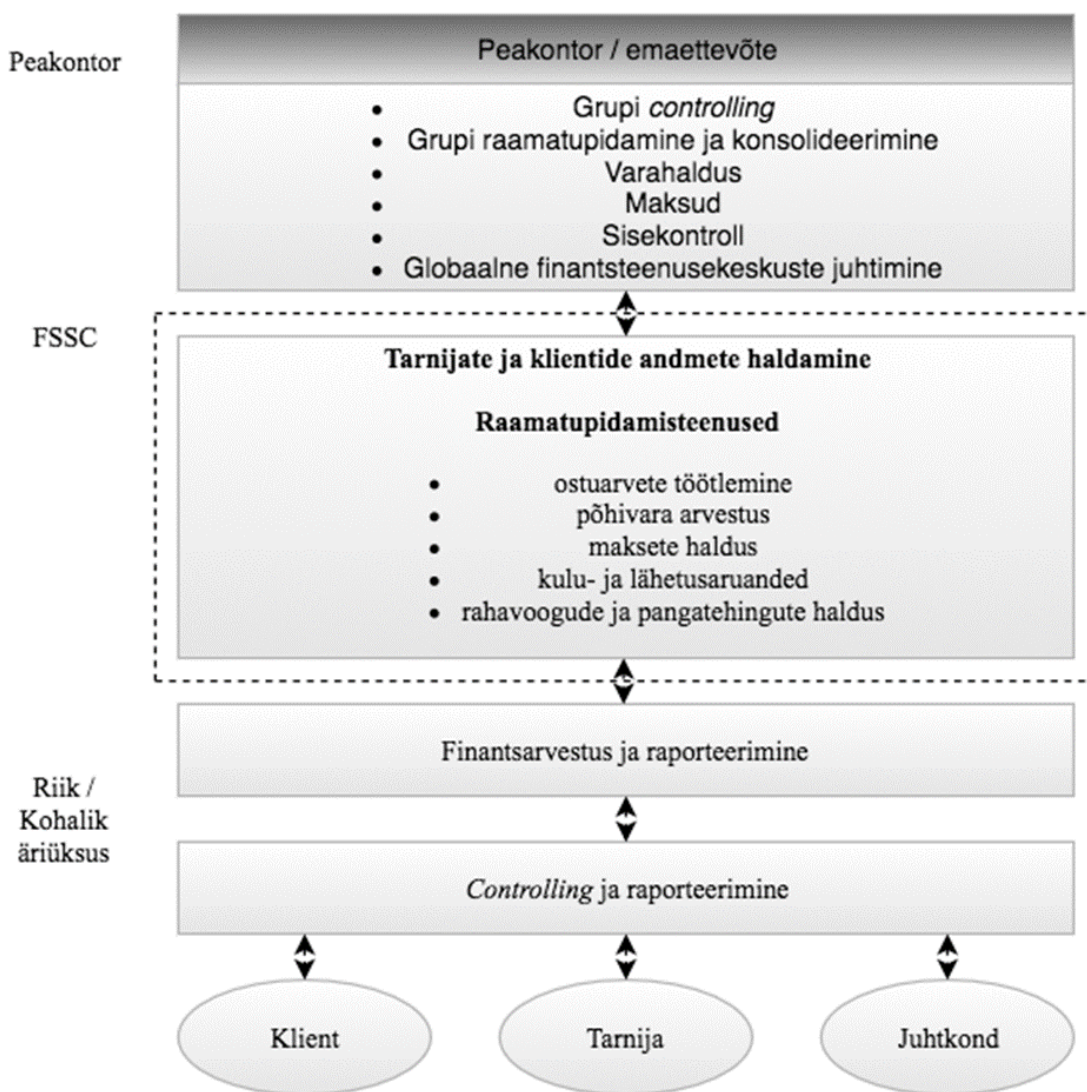 Peakontor
Peakontor / emaettevõte
• Grupi controlling
• Grupi raamatupidamine ja konsolideerimine
• Varahaldus
• Maksud
• Sisekontroll
• Globaalne finantsteenusekeskuste juhtimine
FSSC
Tarnijate ja klientide andmete haldamine
Raamatupidamisteenused
• ostuarvete töötlemine
• põhivara arvestus
• maksete haldus
• kulu- ja lähetusaruanded
• rahavoogude ja pangatehingute haldus
Riik /
Kohalik
äriüksus
Finantsarvestus ja raporteerimine
Controlling ja raporteerimine
Klient
Tarnija
Juhtkond